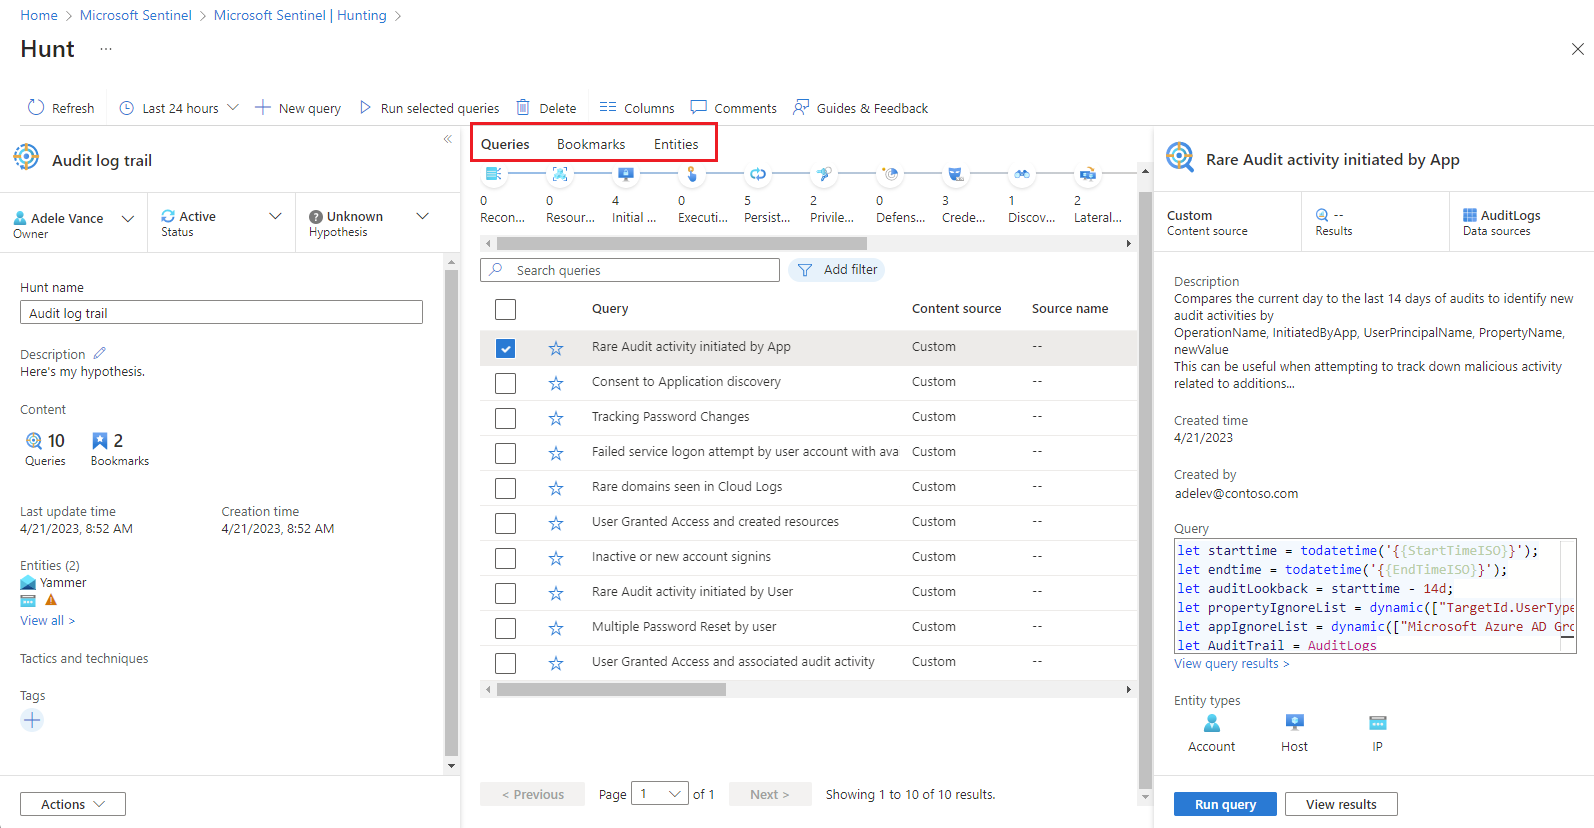 Home > Microsoft Sentinel > Microsoft Sentinel | Hunting >
Hunt ...
Refresh
Last 24 hours
New query
Run selected queries
Delete
Columns
Comments
Guides & Feedback
«
Audit log trail
Adele Vance
Owner
Active
Status
Unknown
Hypothesis
Hunt name
Audit log trail
Description
Here's my hypothesis.
Content
10
Queries
2
Bookmarks
Last update time
4/21/2023, 8:52 AM
Creation time
4/21/2023, 8:52 AM
Entities (2)
Yammer
View all >
Tactics and techniques
Tags
Actions
Queries
Bookmarks
Entities
0
Recon...
0
Resour...
4
Initial ...
0
Executi...
5
Persist...
2
Privile...
0
Defens...
3
Crede...
1
Discov...
2
Lateral...
Search queries
Add filter
Query Content source Source name
Rare Audit activity initiated by App Custom --
Consent to Application discovery Custom --
Tracking Password Changes Custom --
Failed service logon attempt by user account with ava Custom --
Rare domains seen in Cloud Logs Custom --
User Granted Access and created resources Custom --
Inactive or new account signins Custom --
Rare Audit activity initiated by User Custom --
Multiple Password Reset by user Custom --
User Granted Access and associated audit activity Custom --
< Previous Page 1 of 1 Next > Showing 1 to 10 of 10 results.
Rare Audit activity initiated by App
Custom
Content source
--
Results
AuditLogs
Data sources
Description
Compares the current day to the last 14 days of audits to identify new
audit activities by
OperationName, InitiatedByApp, UserPrincipalName, PropertyName,
newValue
This can be useful when attempting to track down malicious activity
related to additions...
Created time
4/21/2023
Created by
adelev@contoso.com
Query
let starttime = todatetime('{{StartTimeISO}}');
let endtime = todatetime('{{EndTimeISO}}');
let auditLookback = starttime - 14d;
let propertyIgnoreList = dynamic(["TargetId.UserType
let appIgnoreList = dynamic(["Microsoft Azure AD Gro
let AuditTrail = AuditLogs
View query results >
Entity types
Account
Host
IP
Run query
View results